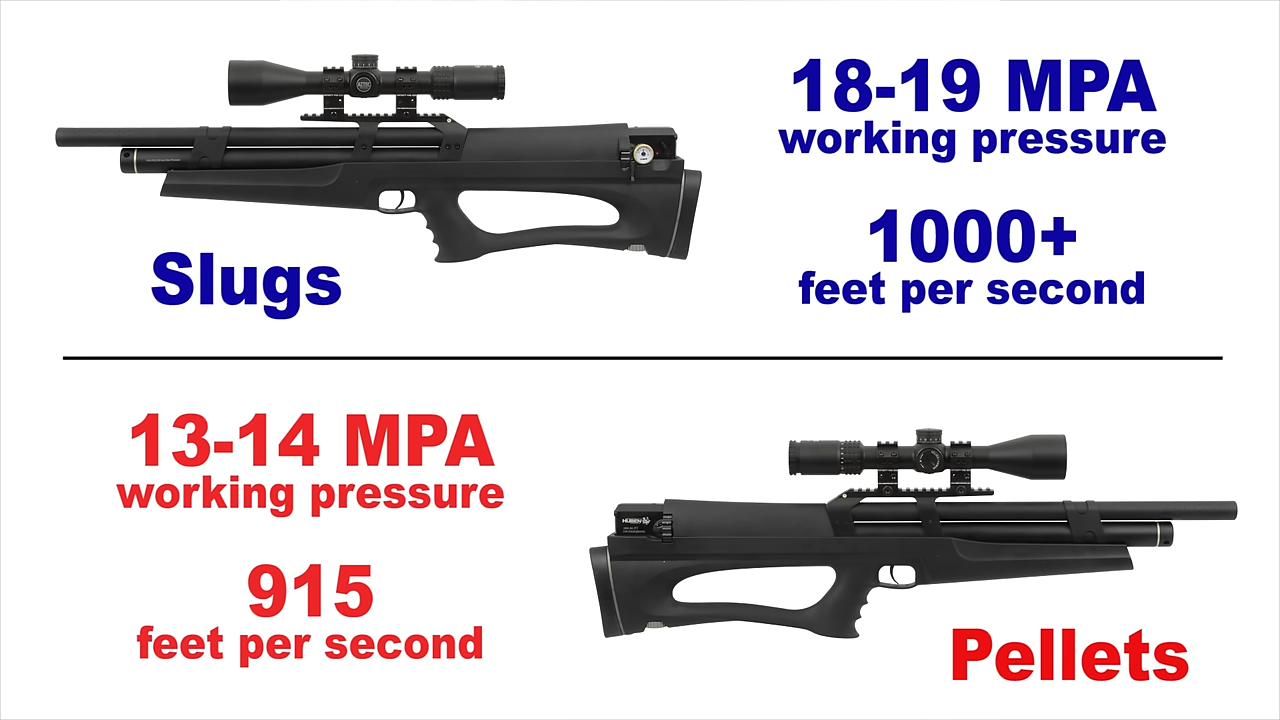 18-19 MPA
working pressure
1000+
feet per second
Slugs
13-14 MPA
working pressure
915
feet per second
HUBEN
Pellets